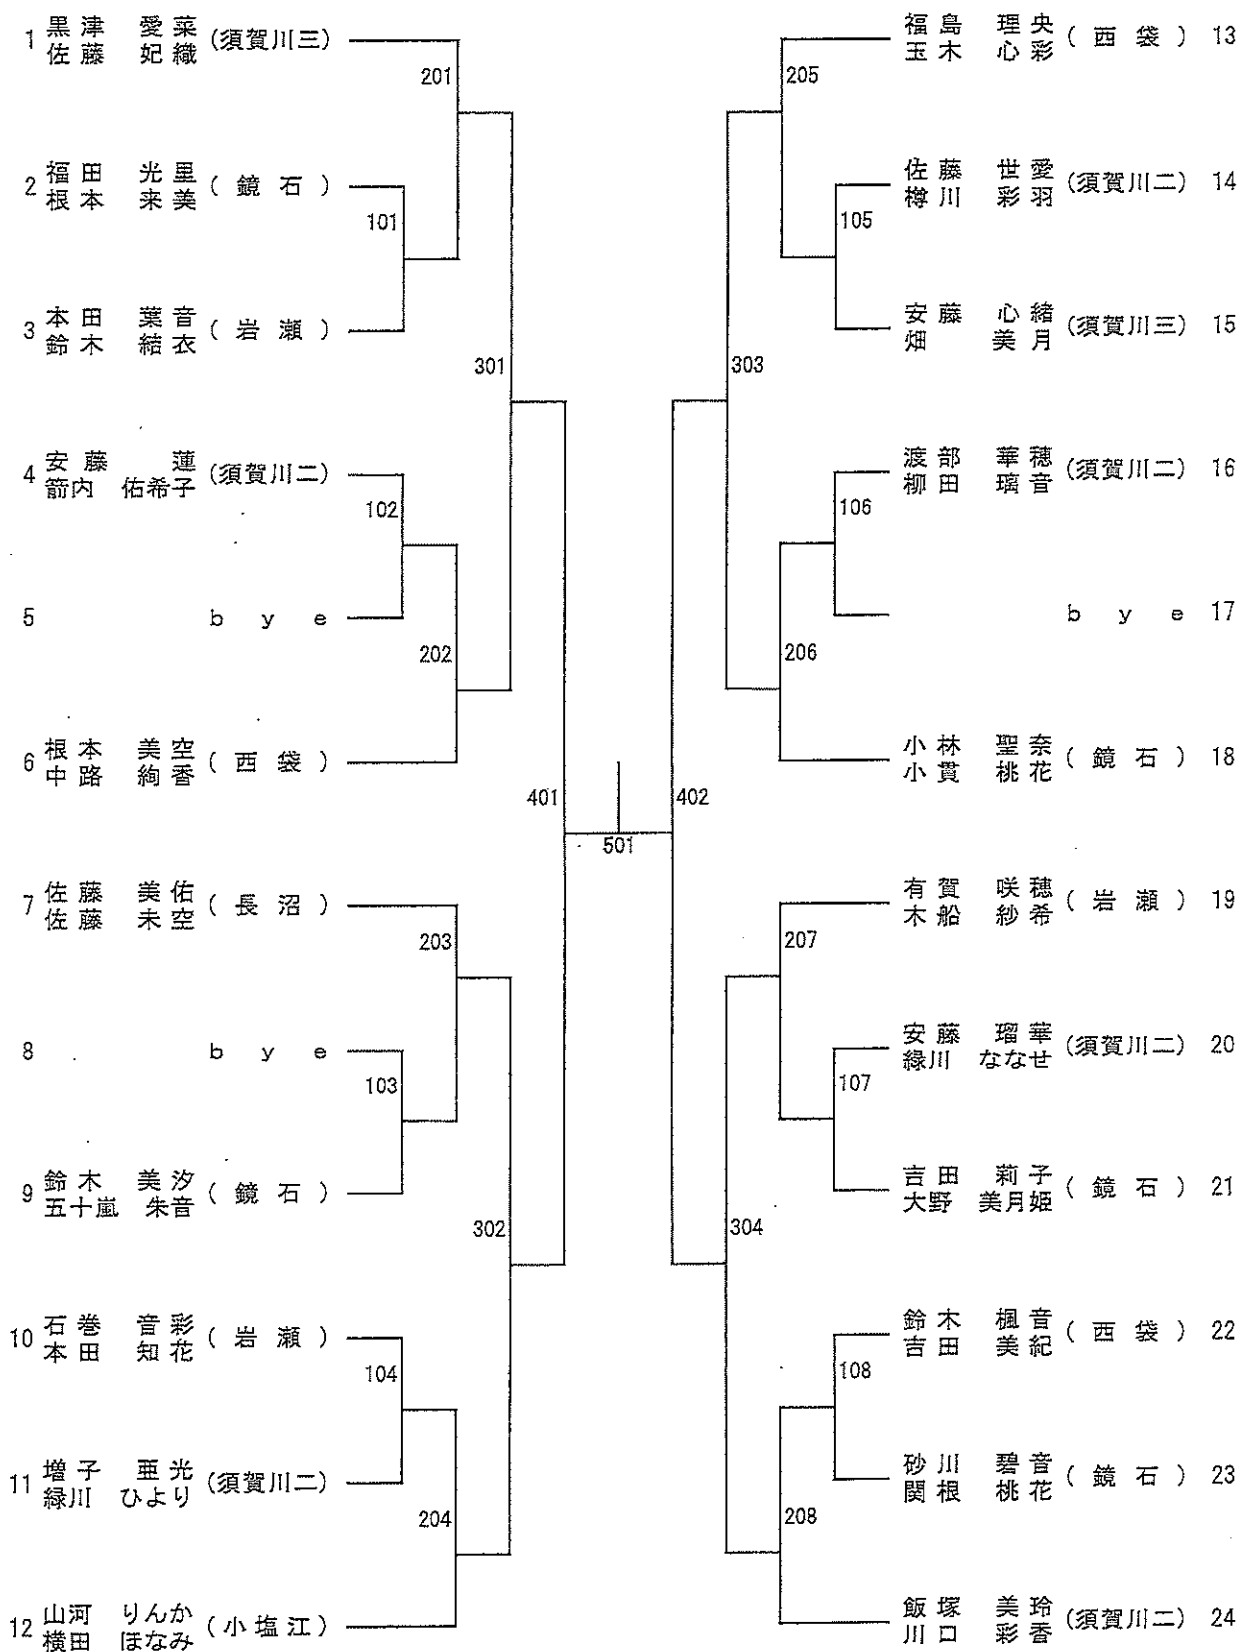 1 黒津 愛菜 (須賀川三)
佐藤 妃織
201
2 福田 光里 (鏡石)
根本 来美
101
3 本田 葉音 (岩瀬)
鈴木 結衣
301
4 安藤 蓮 (須賀川二)
箭内 佑希子
102
5 bye
202
6 根本 美空 (西袋)
中路 絢香
401
7 佐藤 美佑 (長沼)
佐藤 未空
203
8 bye
103
9 鈴木 美汐 (鏡石)
五十嵐 朱音
302
10 石巻 音彩 (岩瀬)
本田 知花
104
11 増子 亜光 (須賀川二)
緑川 ひより
204
12 山河 りんか (小塩江)
横田 ほなみ
501
福島 理央 (西袋) 13
玉木 心彩
205
佐藤 世愛 (須賀川二) 14
樽川 彩羽
105
安藤 心緒 (須賀川三) 15
畑 美月
303
渡部 華穂 (須賀川二) 16
柳田 璃音
106
bye 17
206
小林 聖奈 (鏡石) 18
小貫 桃花
402
有賀 咲穂 (岩瀬) 19
木船 紗希
207
安藤 瑠華 (須賀川二) 20
緑川 ななせ
107
吉田 莉子 (鏡石) 21
大野 美月姫
304
鈴木 楓音 (西袋) 22
吉田 美紀
108
砂川 碧音 (鏡石) 23
関根 桃花
208
飯塚 美玲 (須賀川二) 24
川口 彩香